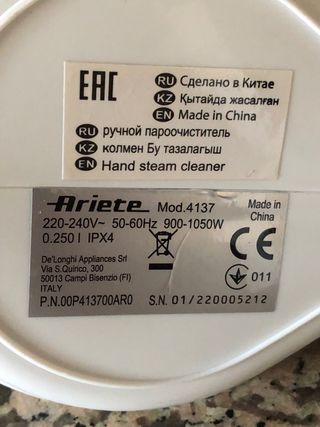 EAC
RU Сделано в Китае
KZ Қытайда жасалған
EN Made in China
RU ручной пароочиститель
KZ колмен Бу тазалагыш
EN Hand steam cleaner
Ariete Mod.4137
Made in China
220-240V~ 50-60Hz 900-1050W
0.250 l IPX4
De'Longhi Appliances Srl
Via S.Quirico, 300
50013 Campi Bisenzio (FI)
ITALY
CE
011
P.N.00P413700AR0 S.N. 01/220005212